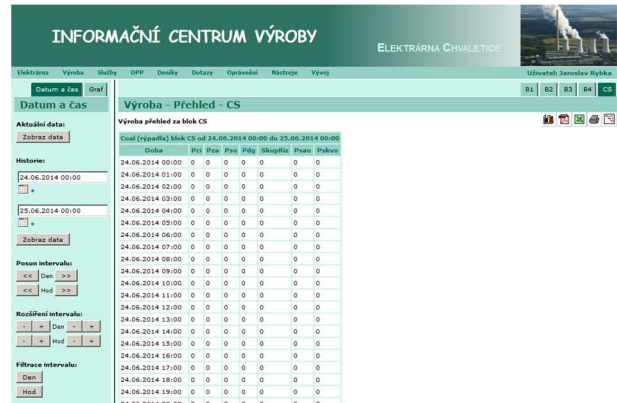 INFORMAČNÍ CENTRUM VÝROBY
ELEKTRÁRNA CHVALETICE
Elektrárna Výroba Služby DPP Deníky Dotazy Oprávnění Nástroje Vývoj Uživatel: Jaroslav Rybka
Datum a čas Graf B1 B2 B3 B4 CS
Datum a čas
Výroba - Přehled - CS
Aktuální data:
Zobraz data
Historie:
24.06.2014 00:00
25.06.2014 00:00
Zobraz data
Posun intervalu:
<< Den >>
<< Hod >>
Rozšíření intervalu:
- + Den - +
- + Hod - +
Filtrace intervalu:
Den
Hod
Výroba přehled za blok CS
Coal (rýpadla) blok CS od 24.06.2014 00:00 do 25.06.2014 00:00
Doba Pci Pza Pso Pdg SkupRiz Psao Pskvo
24.06.2014 00:00 0 0 0 0 0 0 0
24.06.2014 01:00 0 0 0 0 0 0 0
24.06.2014 02:00 0 0 0 0 0 0 0
24.06.2014 03:00 0 0 0 0 0 0 0
24.06.2014 04:00 0 0 0 0 0 0 0
24.06.2014 05:00 0 0 0 0 0 0 0
24.06.2014 06:00 0 0 0 0 0 0 0
24.06.2014 07:00 0 0 0 0 0 0 0
24.06.2014 08:00 0 0 0 0 0 0 0
24.06.2014 09:00 0 0 0 0 0 0 0
24.06.2014 10:00 0 0 0 0 0 0 0
24.06.2014 11:00 0 0 0 0 0 0 0
24.06.2014 12:00 0 0 0 0 0 0 0
24.06.2014 13:00 0 0 0 0 0 0 0
24.06.2014 14:00 0 0 0 0 0 0 0
24.06.2014 15:00 0 0 0 0 0 0 0
24.06.2014 16:00 0 0 0 0 0 0 0
24.06.2014 17:00 0 0 0 0 0 0 0
24.06.2014 18:00 0 0 0 0 0 0 0
24.06.2014 19:00 0 0 0 0 0 0 0